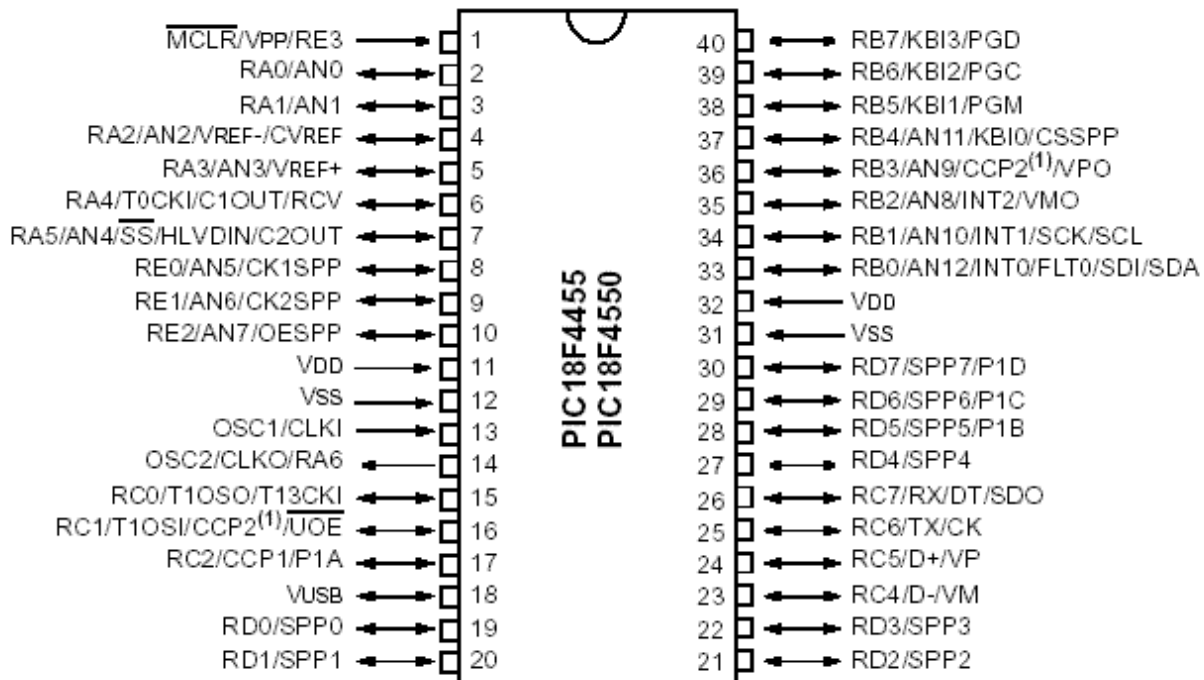 MCLR/VPP/RE3 1
RA0/AN0 2
RA1/AN1 3
RA2/AN2/VREF-/CVREF 4
RA3/AN3/VREF+ 5
RA4/T0CKI/C1OUT/RCV 6
RA5/AN4/SS/HLVDIN/C2OUT 7
RE0/AN5/CK1SPP 8
RE1/AN6/CK2SPP 9
RE2/AN7/OESPP 10
VDD 11
VSS 12
OSC1/CLKI 13
OSC2/CLKO/RA6 14
RC0/T1OSO/T13CKI 15
RC1/T1OSI/CCP2(1)/UOE 16
RC2/CCP1/P1A 17
VUSB 18
RD0/SPP0 19
RD1/SPP1 20
PIC18F4455
PIC18F4550
40 RB7/KBI3/PGD
39 RB6/KBI2/PGC
38 RB5/KBI1/PGM
37 RB4/AN11/KBI0/CSSPP
36 RB3/AN9/CCP2(1)/VPO
35 RB2/AN8/INT2/VMO
34 RB1/AN10/INT1/SCK/SCL
33 RB0/AN12/INT0/FLT0/SDI/SDA
32 VDD
31 VSS
30 RD7/SPP7/P1D
29 RD6/SPP6/P1C
28 RD5/SPP5/P1B
27 RD4/SPP4
26 RC7/RX/DT/SDO
25 RC6/TX/CK
24 RC5/D+/VP
23 RC4/D-/VM
22 RD3/SPP3
21 RD2/SPP2